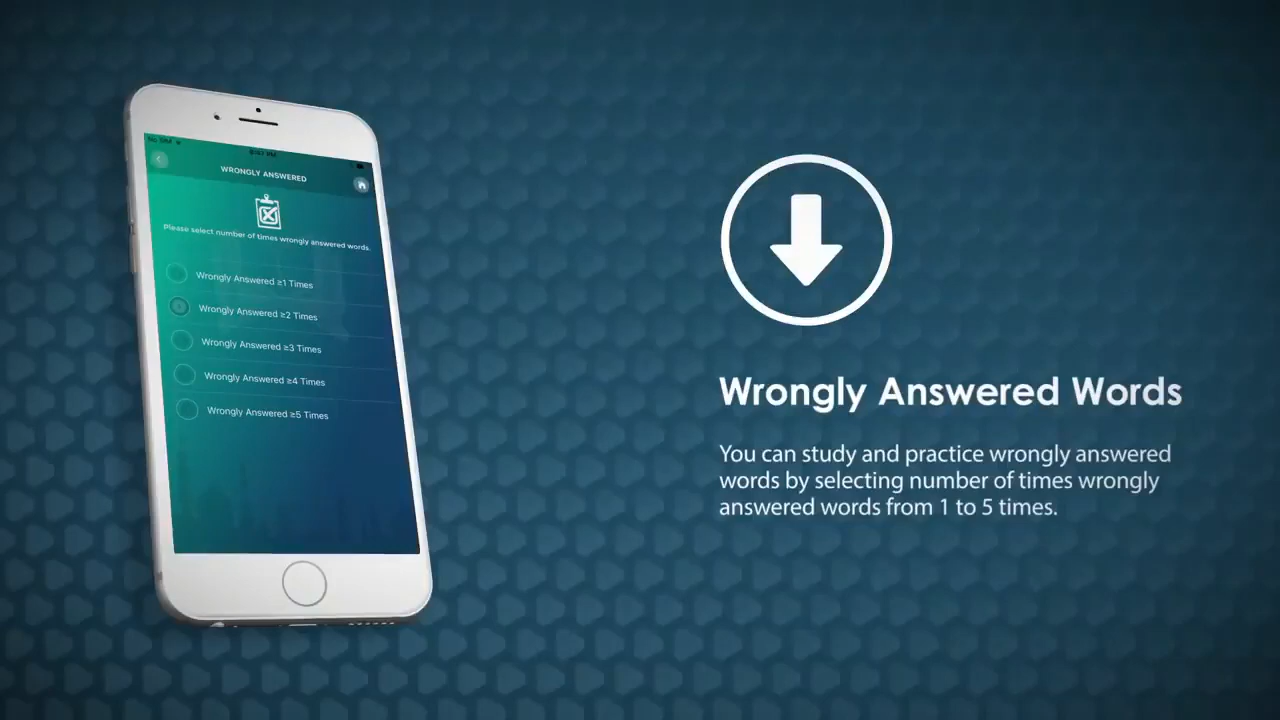 No SIM
WRONGLY ANSWERED
Please select number of times wrongly answered words.
Wrongly Answered ≥1 Times
Wrongly Answered ≥2 Times
Wrongly Answered ≥3 Times
Wrongly Answered ≥4 Times
Wrongly Answered ≥5 Times
Wrongly Answered Words
You can study and practice wrongly answered
words by selecting number of times wrongly
answered words from 1 to 5 times.